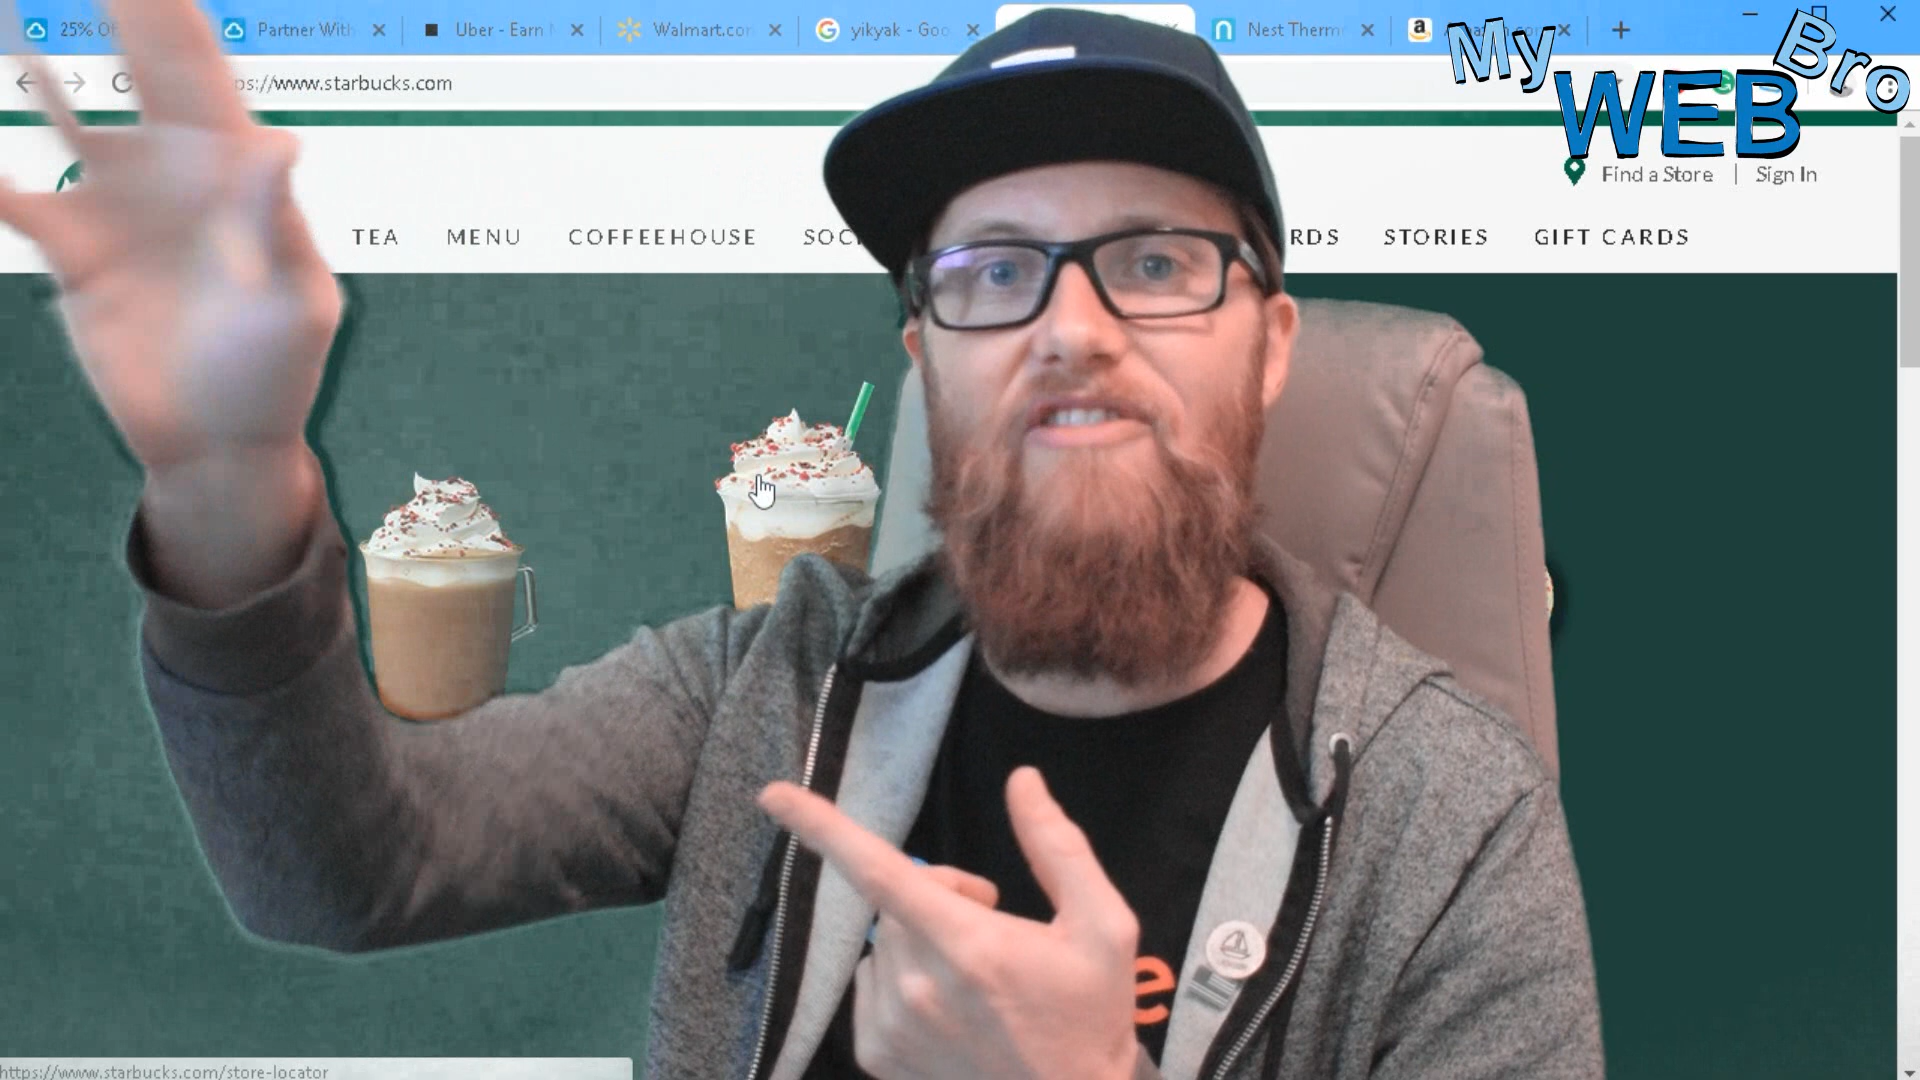 25% Of
Partner With
Uber - Earn
Walmart.cor
yikyak - Goo
Nest Therm
My WEB Bro
ps://www.starbucks.com
Find a Store | Sign In
TEA MENU COFFEEHOUSE SOC RDS STORIES GIFT CARDS
e
https://www.starbucks.com/store-locator